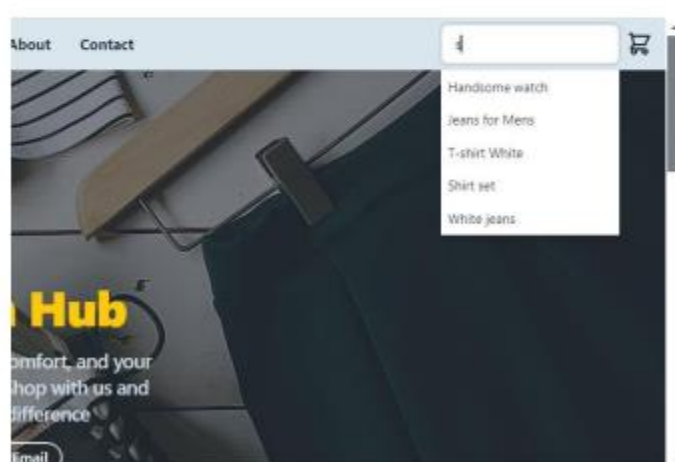 About Contact s
Handsome watch
Jeans for Mens
T-shirt White
Shirt set
White jeans
Hub
omfort, and your
hop with us and
difference
Email